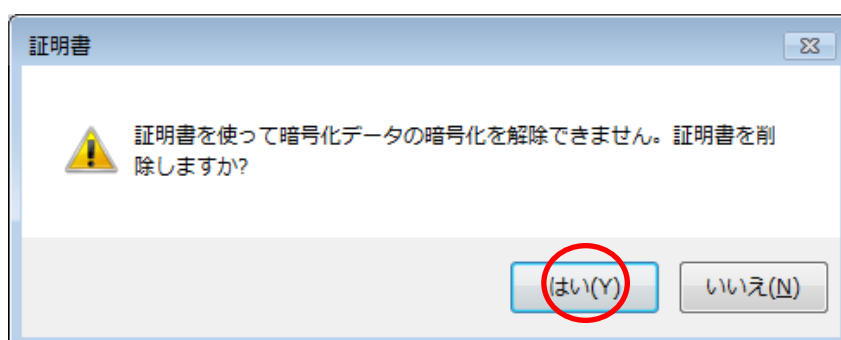 証明書
証明書を使って暗号化データの暗号化を解除できません。証明書を削
除しますか?
はい(Y)
いいえ(N)